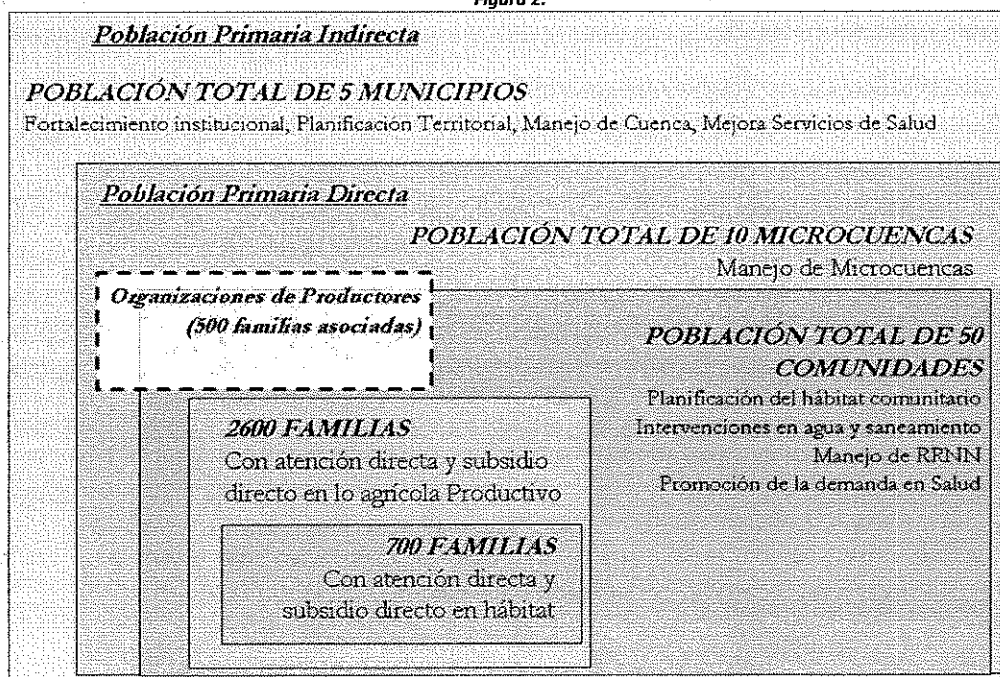 Figura 2.
Población Primaria Indirecta
POBLACIÓN TOTAL DE 5 MUNICIPIOS
Fortalecimiento institucional, Planificación Territorial, Manejo de Cuenca, Mejora Servicios de Salud
Población Primaria Directa
POBLACIÓN TOTAL DE 10 MICROCUENCAS
Manejo de Microcuencas
Organizaciones de Productores
(500 familias asociadas)
POBLACIÓN TOTAL DE 50
COMUNIDADES
Planificación del hábitat comunitario
Intervenciones en agua y saneamiento
Manejo de RRNN
Promoción de la demanda en Salud
2600 FAMILIAS
Con atención directa y subsidio
directo en lo agrícola Productivo
700 FAMILIAS
Con atención directa y
subsidio directo en hábitat